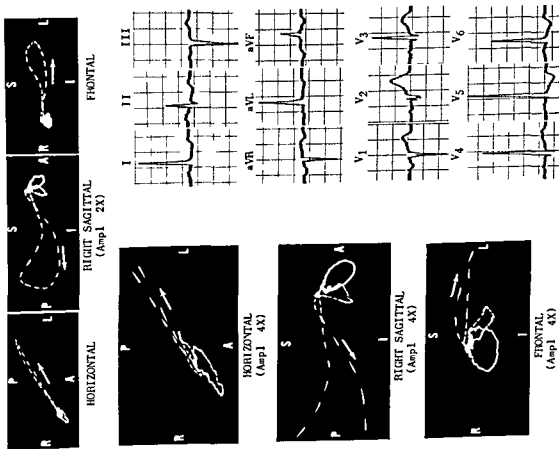 P S S
R L P A R L
A I I
HORIZONTAL RIGHT SAGITTAL FRONTAL
(Ampl 2X)
P
R L
A
HORIZONTAL
(Ampl 4X)
S
P A
I
RIGHT SAGITTAL
(Ampl 4X)
S
R L
I
FRONTAL
(Ampl 4X)
I II III
aVR aVL aVF
V1 V2 V3
V4 V5 V6